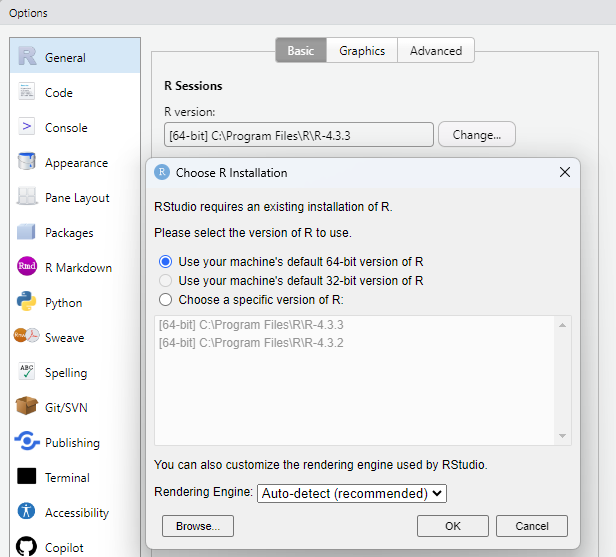 Options
General
Code
Console
Appearance
Pane Layout
Packages
Rmd R Markdown
Python
Sweave
ABC Spelling
Git/SVN
Publishing
Terminal
Accessibility
Copilot
Basic Graphics Advanced
R Sessions
R version:
[64-bit] C:\Program Files\R\R-4.3.3 Change...
R Choose R Installation
RStudio requires an existing installation of R.
Please select the version of R to use.
Use your machine's default 64-bit version of R
Use your machine's default 32-bit version of R
Choose a specific version of R:
[64-bit] C:\Program Files\R\R-4.3.3
[64-bit] C:\Program Files\R\R-4.3.2
You can also customize the rendering engine used by RStudio.
Rendering Engine: Auto-detect (recommended)
Browse... OK Cancel